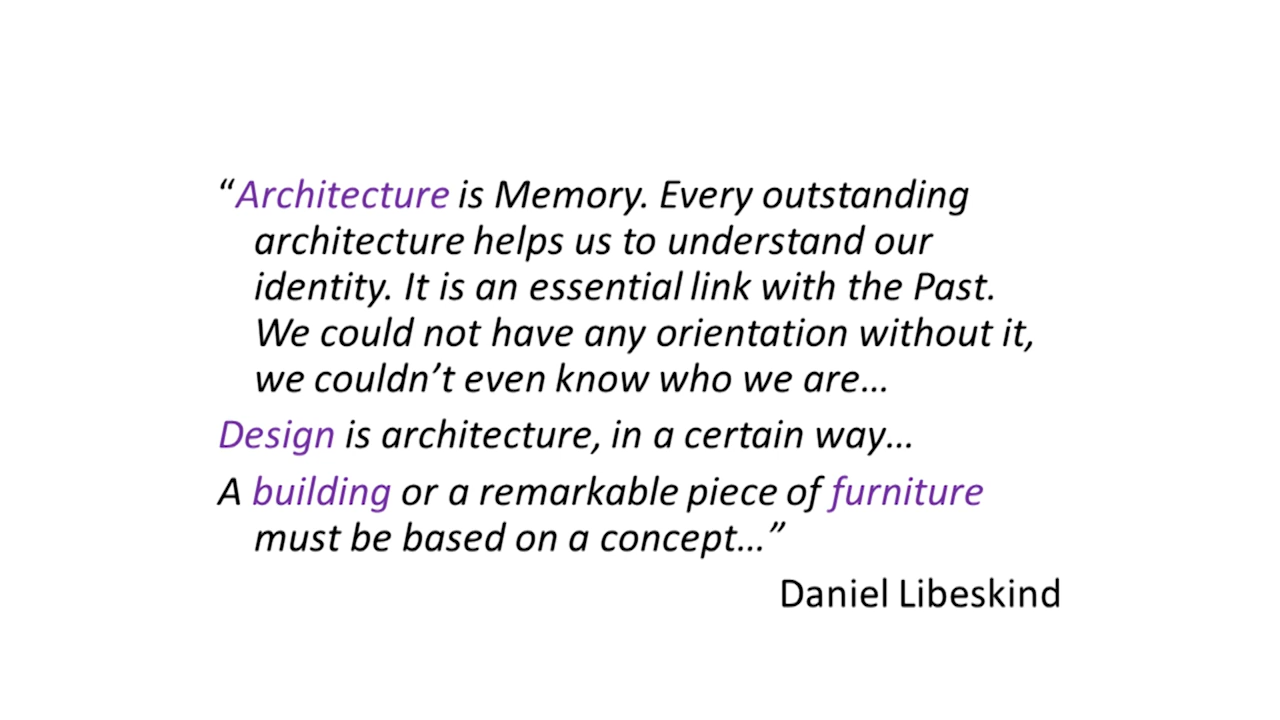 “Architecture is Memory. Every outstanding
architecture helps us to understand our
identity. It is an essential link with the Past.
We could not have any orientation without it,
we couldn’t even know who we are…
Design is architecture, in a certain way…
A building or a remarkable piece of furniture
must be based on a concept…”
Daniel Libeskind